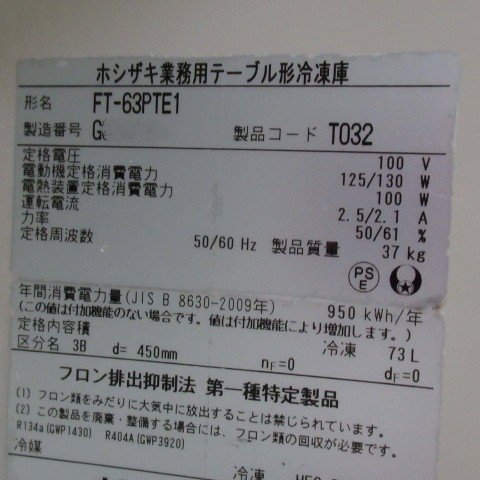 ホシザキ業務用テーブル形冷凍庫
形名 FT-63PTE1
製造番号 G 製品コード T032
定格電圧 100 V
電動機定格消費電力 125/130 W
電熱装置定格消費電力 100 W
運転電流 2.5/2.1 A
力率 50/61 %
定格周波数 50/60 Hz 製品質量 37 kg
PS
E
年間消費電力量(JIS B 8630-2009年) 950 kWh/年
(この値は付加機能のない場合です。値は付加機能により増加します。)
定格内容積 冷凍 73L
区分名 3B d= 450mm nF=0 dF=0
フロン排出抑制法 第一種特定製品
(1) フロン類をみだりに大気中に放出することは禁じられています。
(2) この製品を廃棄・整備する場合には、フロン類の回収が必要です。
R134a(GWP1430) R404A(GWP3920)
冷媒
冷凍